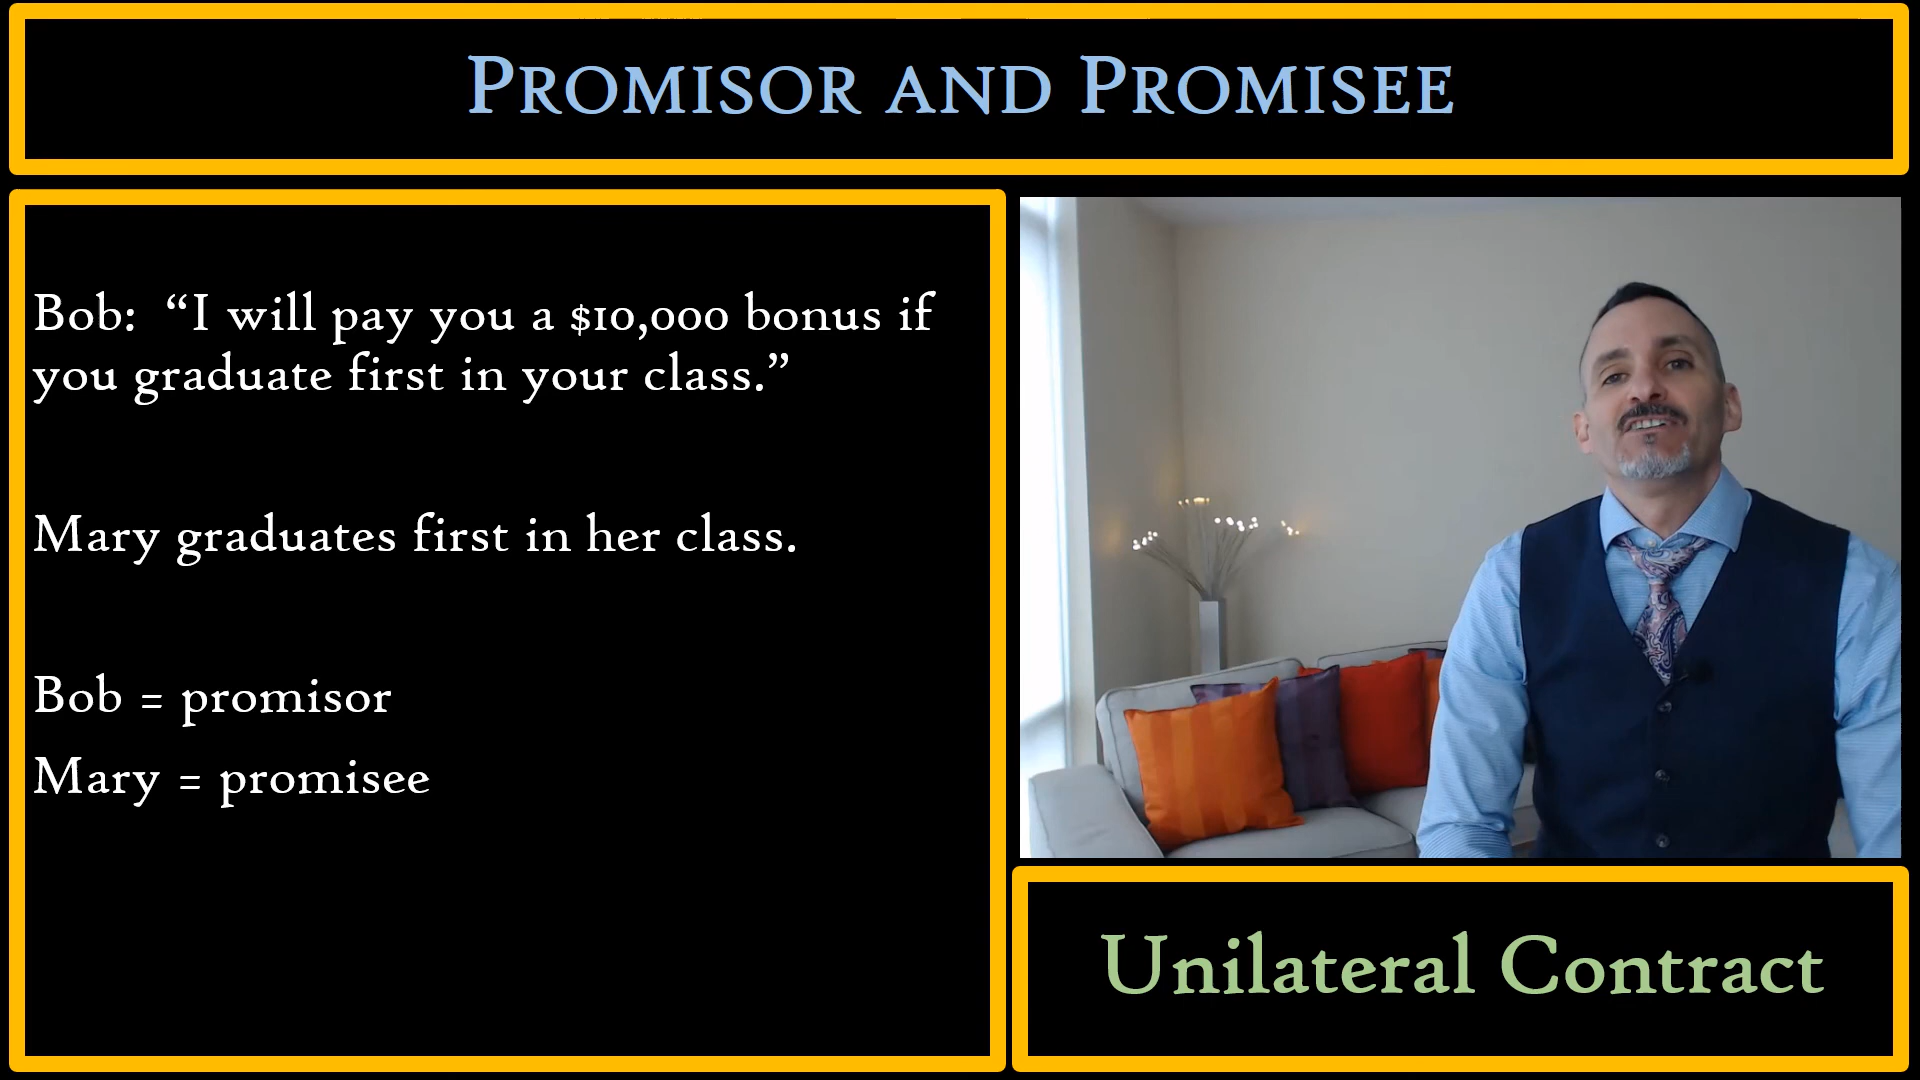 PROMISOR AND PROMISEE
Bob:  “I will pay you a $10,000 bonus if
you graduate first in your class.”
Mary graduates first in her class.
Bob = promisor
Mary = promisee
Unilateral Contract